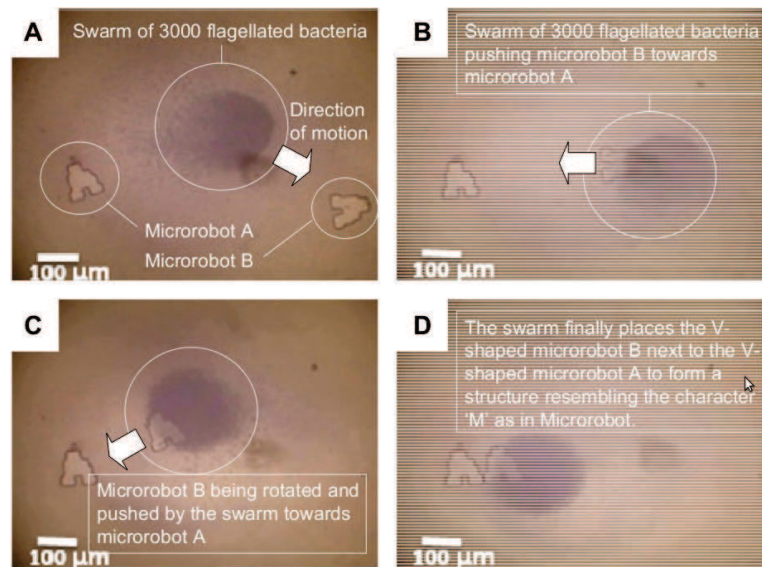 A
Swarm of 3000 flagellated bacteria
Direction
of motion
Microrobot A
Microrobot B
100 μm
B
Swarm of 3000 flagellated bacteria
pushing microrobot B towards
microrobot A
100 μm
C
Microrobot B being rotated and
pushed by the swarm towards
microrobot A
100 μm
D
The swarm finally places the V-
shaped microrobot B next to the V-
shaped microrobot A to form a
structure resembling the character
‘M’ as in Microrobot.
100 μm